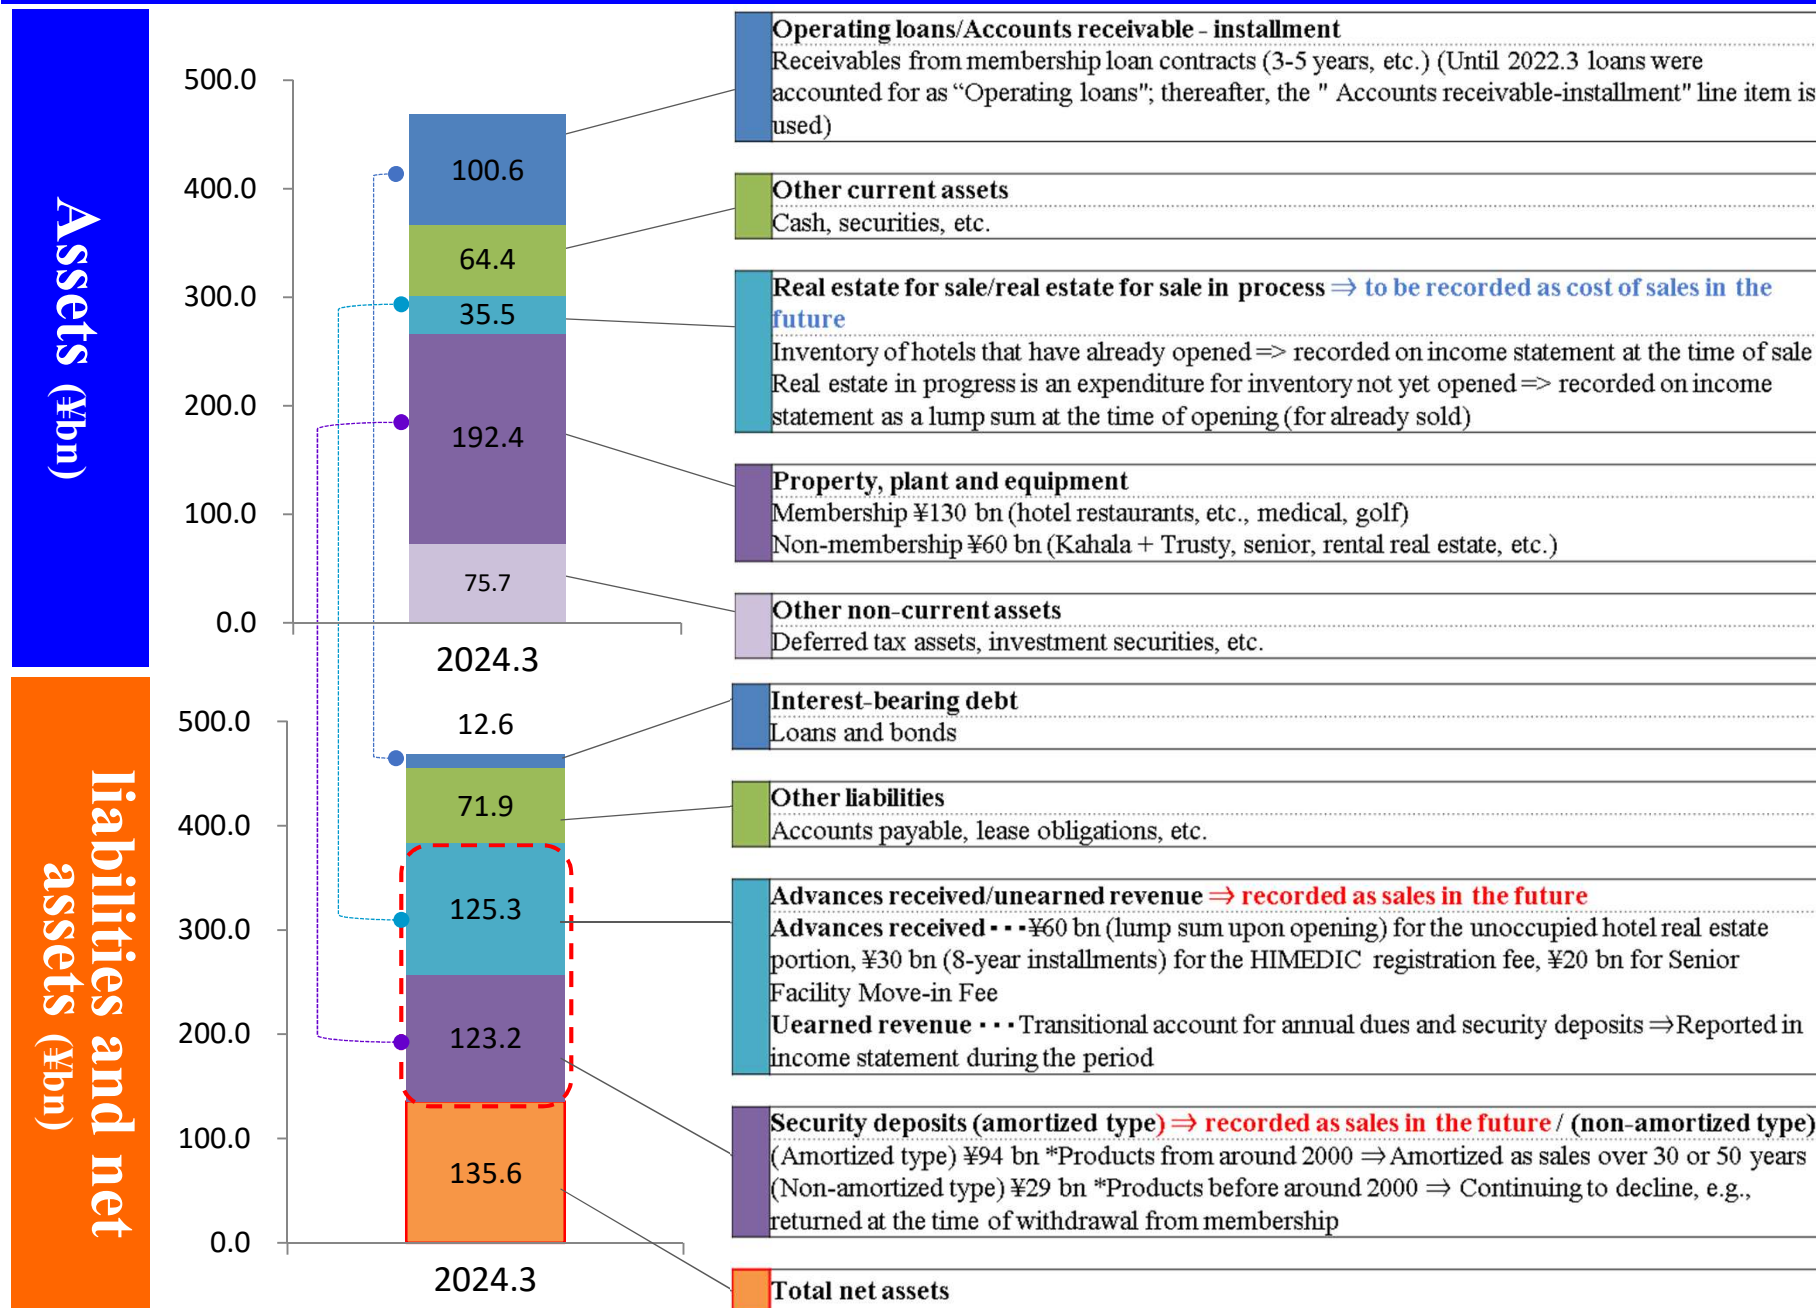 Assets (¥bn)
500.0
400.0
300.0
200.0
100.0
0.0
100.6
64.4
35.5
192.4
75.7
2024.3
Operating loans/Accounts receivable - installment
Receivables from membership loan contracts (3-5 years, etc.) (Until 2022.3 loans were
accounted for as “Operating loans"; thereafter, the " Accounts receivable-installment" line item is
used)
Other current assets
Cash, securities, etc.
Real estate for sale/real estate for sale in process ⇒ to be recorded as cost of sales in the
future
Inventory of hotels that have already opened => recorded on income statement at the time of sale
Real estate in progress is an expenditure for inventory not yet opened => recorded on income
statement as a lump sum at the time of opening (for already sold)
Property, plant and equipment
Membership ¥130 bn (hotel restaurants, etc., medical, golf)
Non-membership ¥60 bn (Kahala + Trusty, senior, rental real estate, etc.)
Other non-current assets
Deferred tax assets, investment securities, etc.
liabilities and net
assets (¥bn)
500.0
400.0
300.0
200.0
100.0
0.0
12.6
71.9
125.3
123.2
135.6
2024.3
Interest-bearing debt
Loans and bonds
Other liabilities
Accounts payable, lease obligations, etc.
Advances received/unearned revenue ⇒ recorded as sales in the future
Advances received・・・¥60 bn (lump sum upon opening) for the unoccupied hotel real estate
portion, ¥30 bn (8-year installments) for the HIMEDIC registration fee, ¥20 bn for Senior
Facility Move-in Fee
Uearned revenue ・・・Transitional account for annual dues and security deposits ⇒Reported in
income statement during the period
Security deposits (amortized type) ⇒ recorded as sales in the future / (non-amortized type)
(Amortized type) ¥94 bn *Products from around 2000 ⇒ Amortized as sales over 30 or 50 years
(Non-amortized type) ¥29 bn *Products before around 2000 ⇒ Continuing to decline, e.g.,
returned at the time of withdrawal from membership
Total net assets